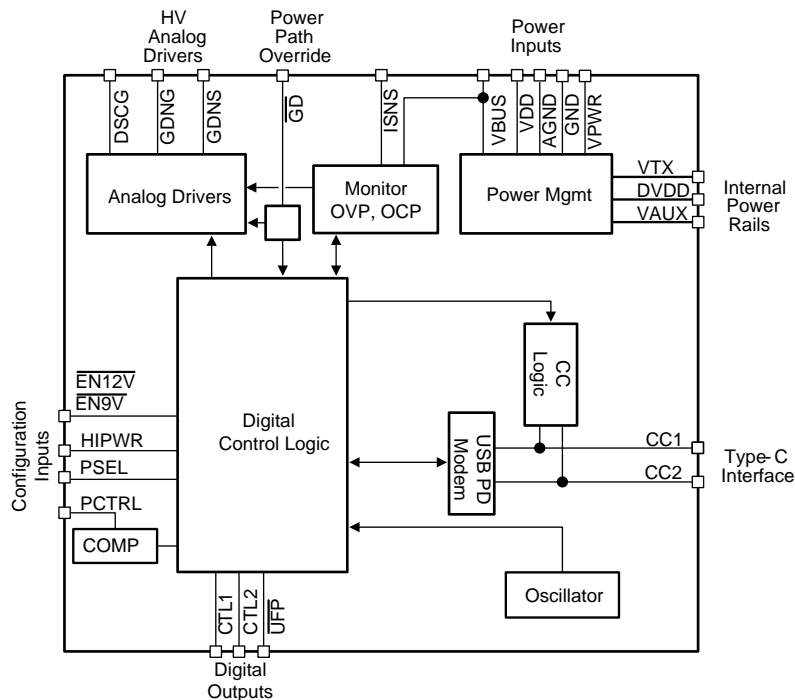 HV
Analog
Drivers
Power
Path
Override
Power
Inputs
DSCG
GDNG
GDNS
GD
ISNS
VBUS
VDD
AGND
GND
VPWR
Analog Drivers
Monitor
OVP, OCP
Power Mgmt
VTX
DVDD
VAUX
Internal
Power
Rails
CC
Logic
EN12V
EN9V
HIPWR
PSEL
PCTRL
COMP
Configuration
Inputs
Digital
Control Logic
USB PD
Modem
CC1
CC2
Type-C
Interface
Oscillator
CTL1
CTL2
UFP
Digital
Outputs